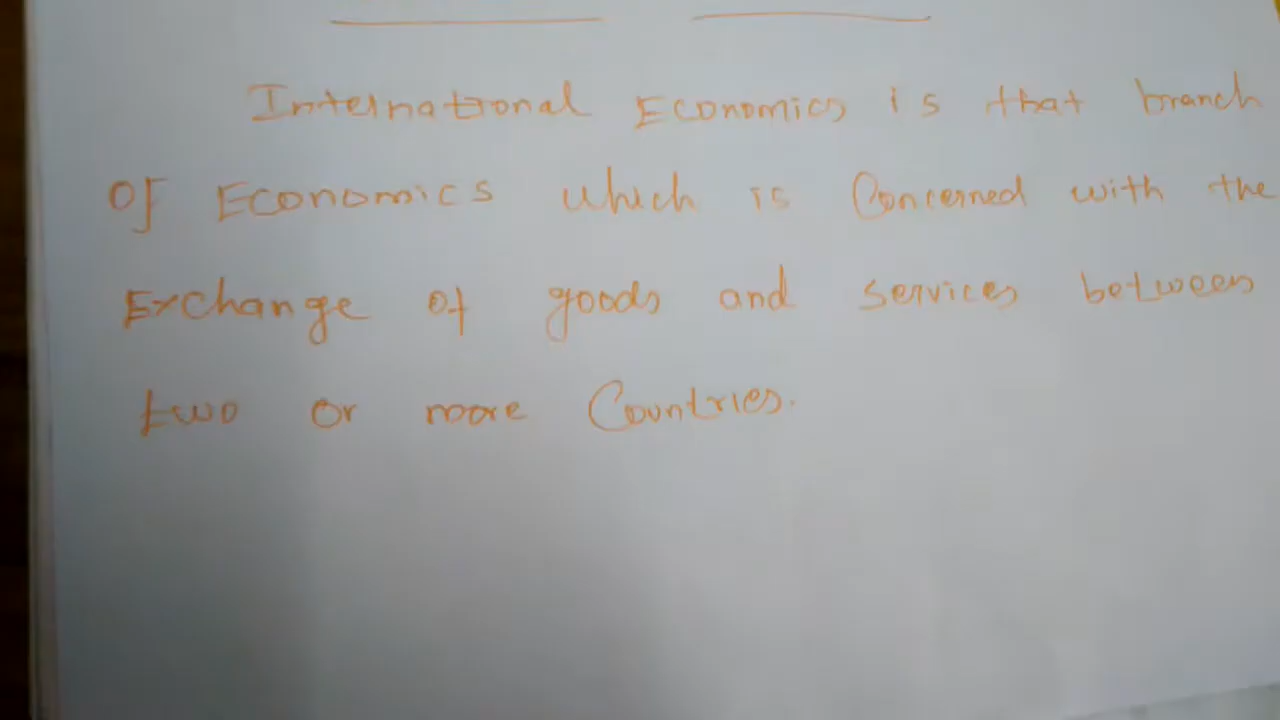 International Economics is that branch
of Economics which is Concerned with the
Exchange of goods and services between
two or more Countries.